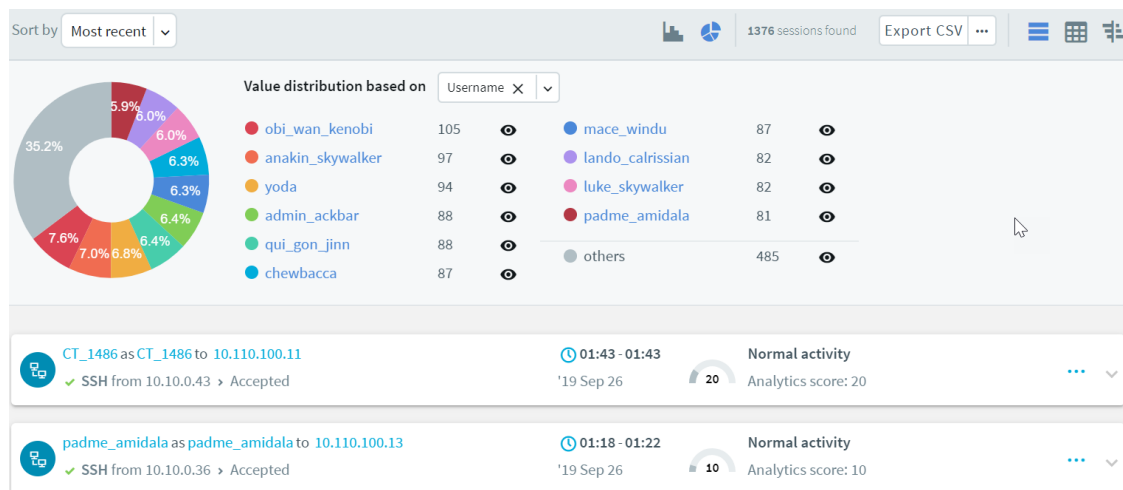 Sort by Most recent 1376 sessions found Export CSV ...
Value distribution based on Username
5.9%
6.0%
6.0%
6.3%
6.3%
6.4%
6.4%
6.8%
7.0%
7.6%
35.2%
obi_wan_kenobi 105
anakin_skywalker 97
yoda 94
admin_ackbar 88
qui_gon_jinn 88
chewbacca 87
mace_windu 87
lando_calrissian 82
luke_skywalker 82
padme_amidala 81
others 485
CT_1486 as CT_1486 to 10.110.100.11
SSH from 10.10.0.43 > Accepted
01:43 - 01:43
'19 Sep 26
20
Normal activity
Analytics score: 20
...
padme_amidala as padme_amidala to 10.110.100.13
SSH from 10.10.0.36 > Accepted
01:18 - 01:22
'19 Sep 26
10
Normal activity
Analytics score: 10
...